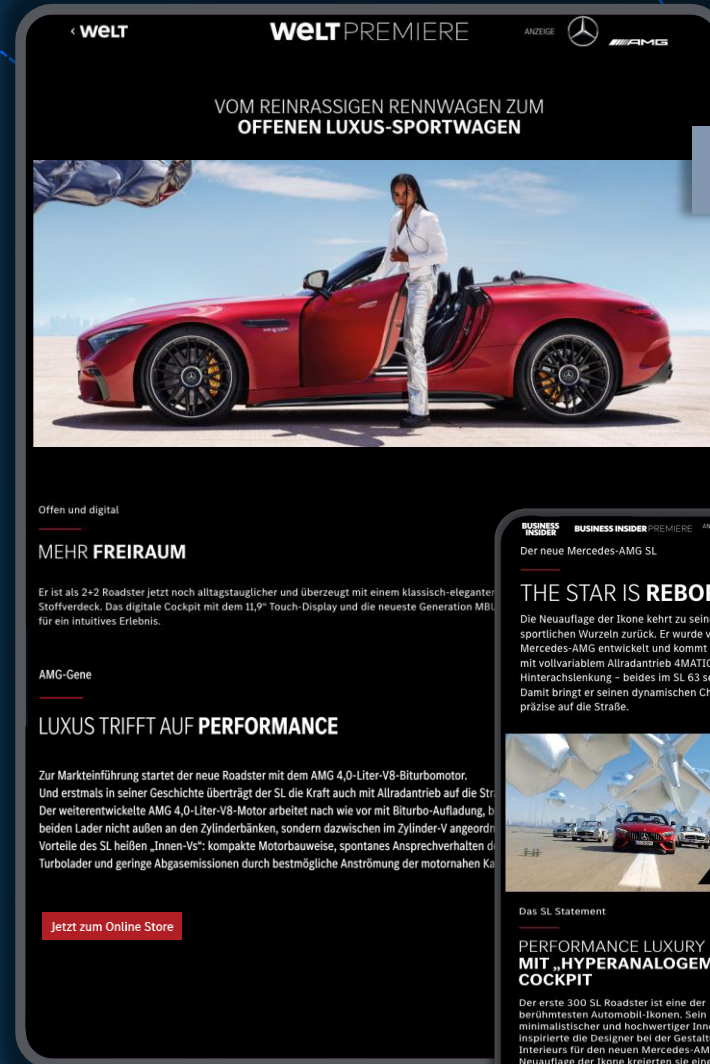 ‹ WELT
WELTPREMIERE
ANZEIGE
AMG
VOM REINRASSIGEN RENNWAGEN ZUM
OFFENEN LUXUS-SPORTWAGEN
Offen und digital
MEHR FREIRAUM
Er ist als 2+2 Roadster jetzt noch alltagstauglicher und überzeugt mit einem klassisch-eleganten
Stoffverdeck. Das digitale Cockpit mit dem 11,9" Touch-Display und die neueste Generation MBU
für ein intuitives Erlebnis.
AMG-Gene
LUXUS TRIFFT AUF PERFORMANCE
Zur Markteinführung startet der neue Roadster mit dem AMG 4,0-Liter-V8-Biturbomotor.
Und erstmals in seiner Geschichte überträgt der SL die Kraft auch mit Allradantrieb auf die Str
Der weiterentwickelte AMG 4,0-Liter-V8-Motor arbeitet nach wie vor mit Biturbo-Aufladung, b
beiden Lader nicht außen an den Zylinderbänken, sondern dazwischen im Zylinder-V angeordn
Vorteile des SL heißen „Innen-Vs“: kompakte Motorbauweise, spontanes Ansprechverhalten d
Turbolader und geringe Abgasemissionen durch bestmögliche Anströmung der motornahen Ka
Jetzt zum Online Store
BUSINESS INSIDER
BUSINESS INSIDER PREMIERE
AN
Der neue Mercedes-AMG SL
THE STAR IS REBOR
Die Neuauflage der Ikone kehrt zu sein
sportlichen Wurzeln zurück. Er wurde v
Mercedes-AMG entwickelt und kommt
mit vollvariablem Allradantrieb 4MATIC
Hinterachslenkung – beides im SL 63 se
Damit bringt er seinen dynamischen Ch
präzise auf die Straße.
Das SL Statement
PERFORMANCE LUXURY
MIT „HYPERANALOGEM
COCKPIT
Der erste 300 SL Roadster ist eine der
berühmtesten Automobil-Ikonen. Sein
minimalistischer und hochwertiger Inne
inspirierte die Designer bei der Gestalt
Interieurs für den neuen Mercedes-AM
Neuauflage der Ikone kreierten sie eine